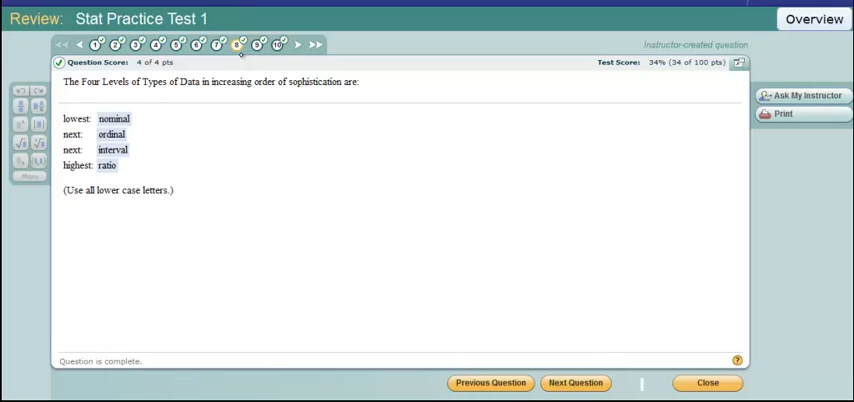 Review: Stat Practice Test 1
Overview
1 2 3 4 5 6 7 8 9 10
Instructor-created question
Question Score: 4 of 4 pts
Test Score: 34% (34 of 100 pts)
The Four Levels of Types of Data in increasing order of sophistication are:
lowest: nominal
next: ordinal
next: interval
highest: ratio
(Use all lower case letters.)
Ask My Instructor
Print
More
Question is complete.
?
Previous Question
Next Question
Close